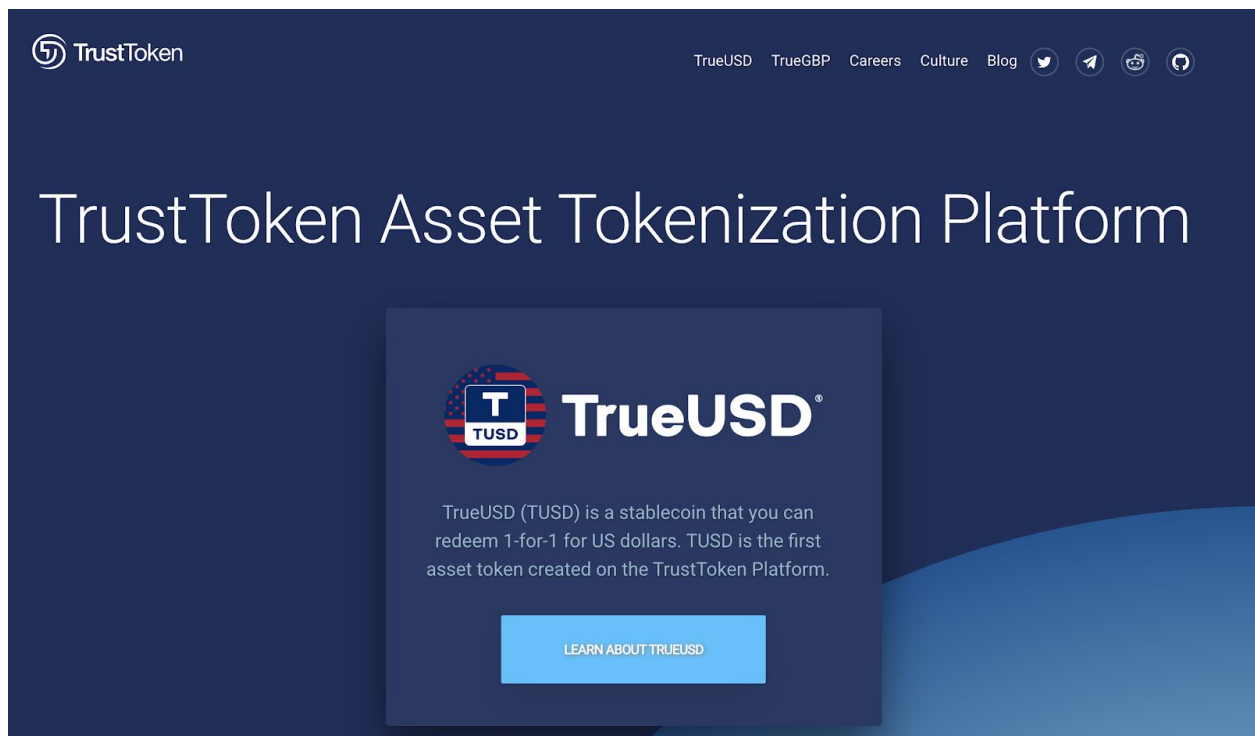 TrustToken
TrueUSD TrueGBP Careers Culture Blog
TrustToken Asset Tokenization Platform
T
TUSD
TrueUSD®
TrueUSD (TUSD) is a stablecoin that you can
redeem 1-for-1 for US dollars. TUSD is the first
asset token created on the TrustToken Platform.
LEARN ABOUT TRUEUSD